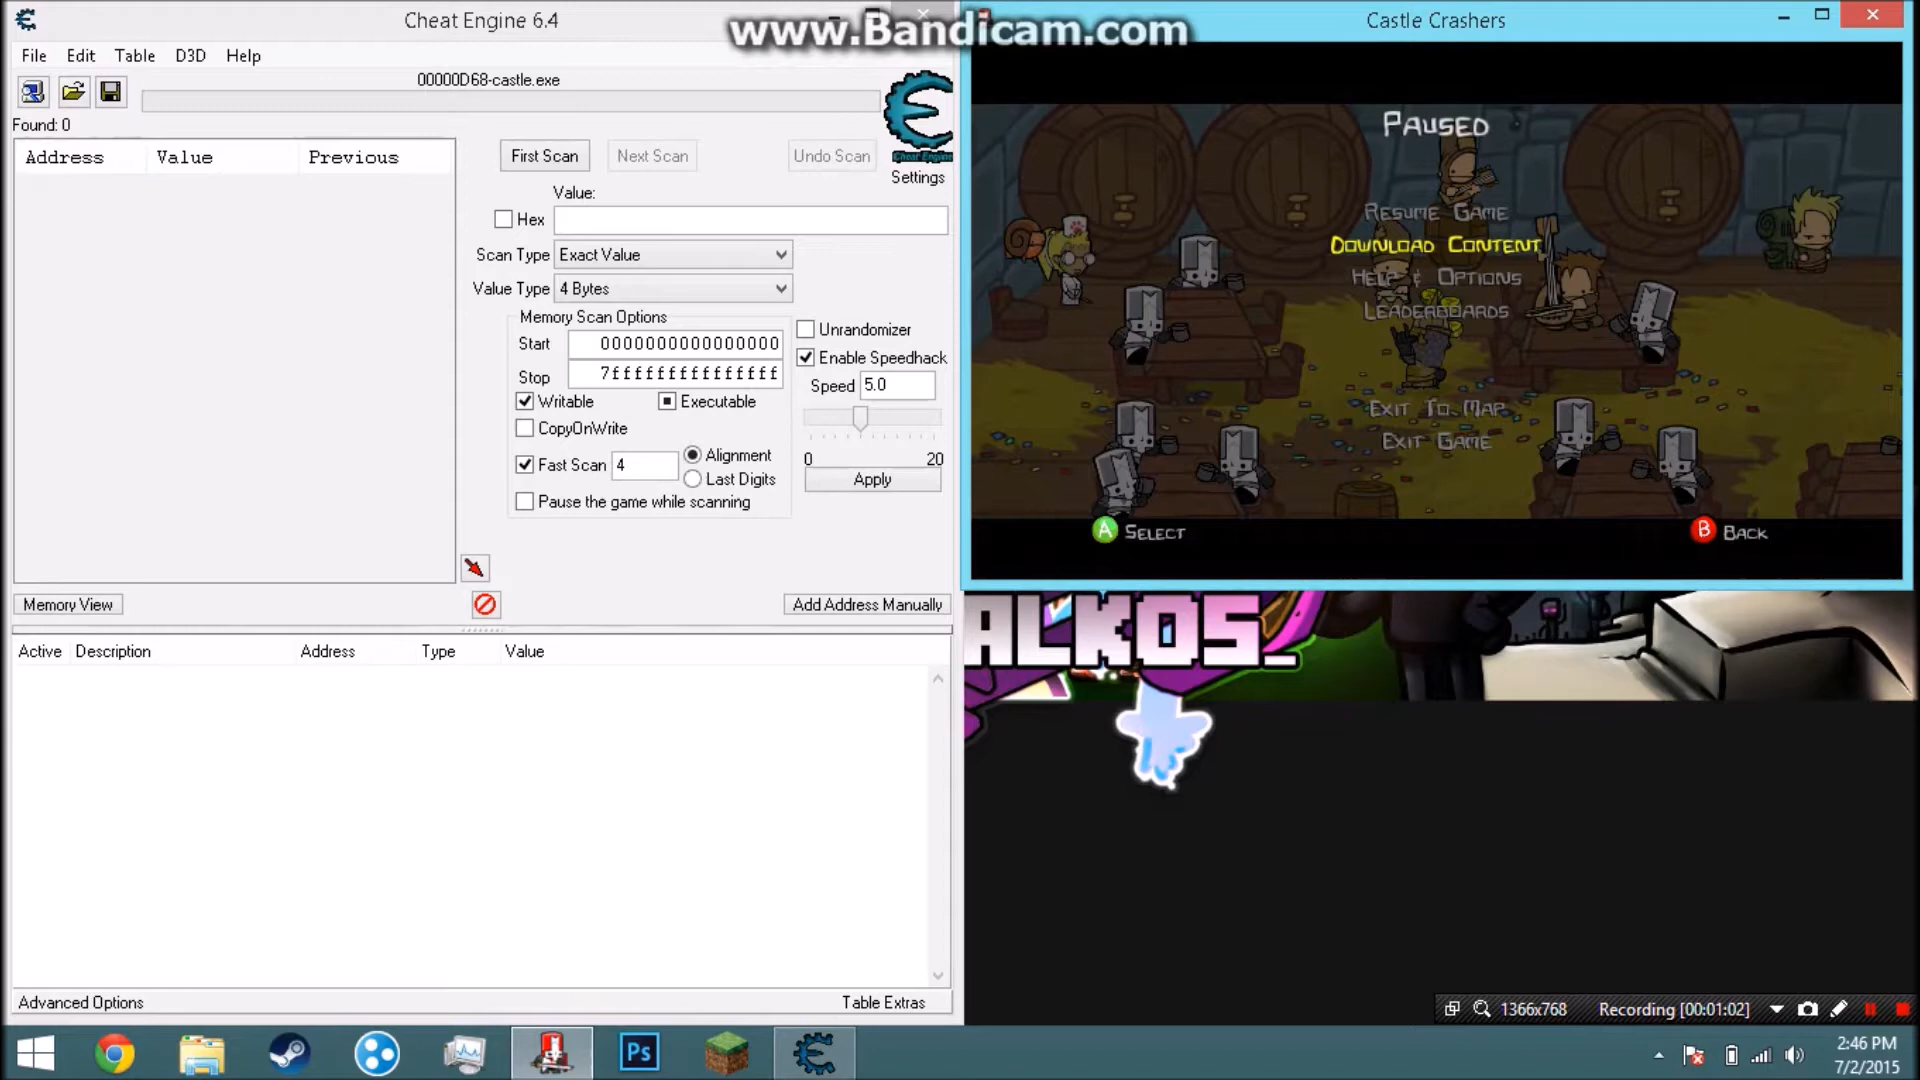 Cheat Engine 6.4
www.Bandicam.com
Castle Crashers
File Edit Table D3D Help
00000D68-castle.exe
Found: 0
Address Value Previous
First Scan Next Scan Undo Scan
Cheat Engine
Settings
Value:
Hex
Scan Type Exact Value
Value Type 4 Bytes
Memory Scan Options
Start 0000000000000000
Stop 7fffffffffffffff
Writable Executable
CopyOnWrite
Fast Scan 4 Alignment
Last Digits
Pause the game while scanning
Unrandomizer
Enable Speedhack
Speed 5.0
0 20
Apply
Memory View
Add Address Manually
Active Description Address Type Value
Advanced Options
Table Extras
PAUSED
RESUME GAME
DOWNLOAD CONTENT
HELP & OPTIONS
LEADERBOARDS
EXIT TO MAP
EXIT GAME
A SELECT
B BACK
ALKOS_
1366x768 Recording [00:01:02]
Ps
2:46 PM
7/2/2015